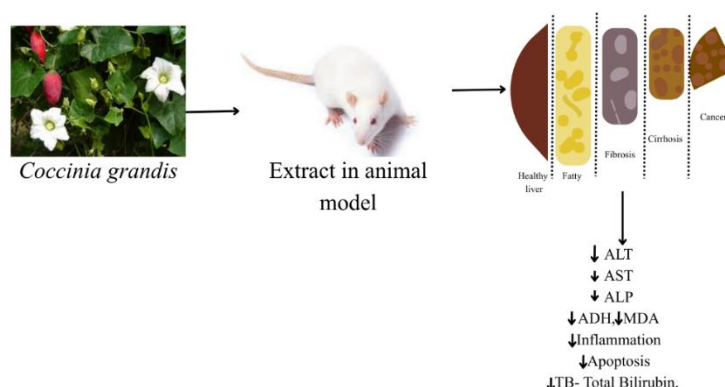 Coccinia grandis
Extract in animal
model
Healthy
liver
Fatty
Fibrosis
Cirrhosis
Cancer
↓ ALT
↓ AST
↓ ALP
↓ADH,↓MDA
↓Inflammation
↓Apoptosis
↓TB- Total Bilirubin,